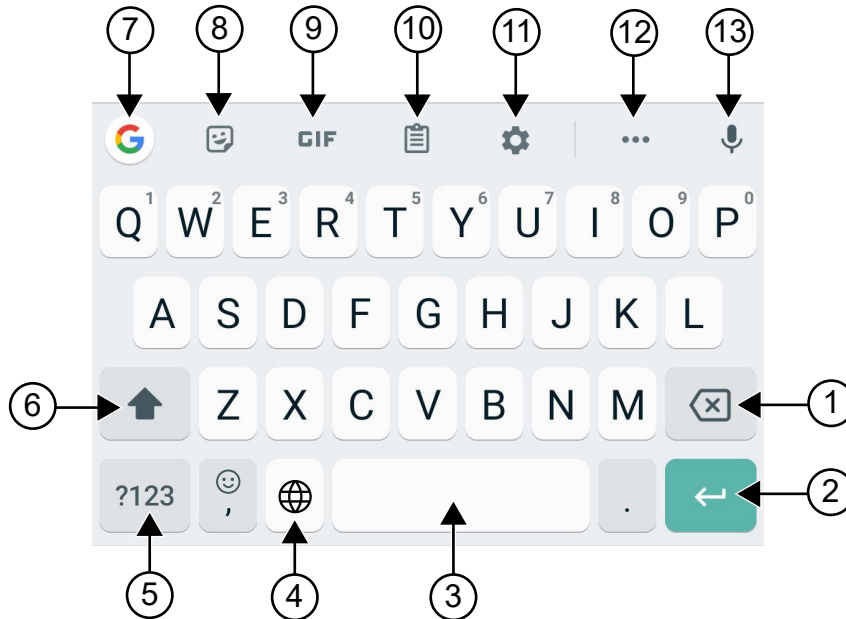 7 8 9 10 11 12 13
G GIF
Q1 W2 E3 R4 T5 Y6 U7 I8 O9 P0
A S D F G H J K L
6 Z X C V B N M 1
?123 , . 2
5 4 3